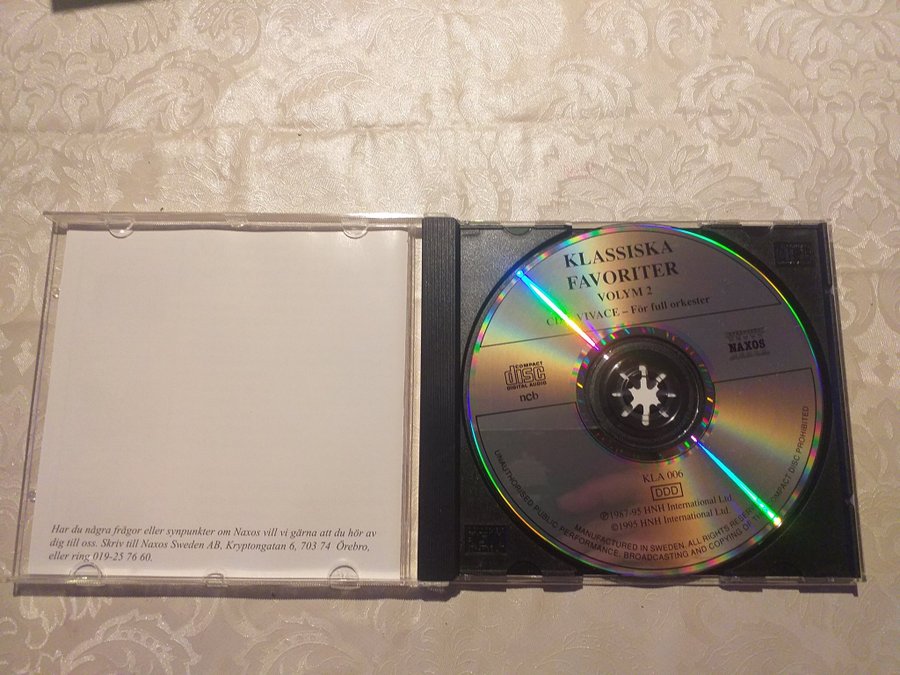 Har du några frågor eller synpunkter om Naxos vill vi gärna att du hör av
dig till oss. Skriv till Naxos Sweden AB, Kryptongatan 6, 703 74 Örebro,
eller ring 019-25 76 60.
KLASSISKA
FAVORITER
VOLYM 2
VIVACE – För full orkester
COMPACT
disc
DIGITAL AUDIO
ncb
NAXOS
KLA 006
DDD
℗1987-95 HNH International Ltd
©1995 HNH International Ltd
UNAUTHORISED PUBLIC PERFORMANCE, BROADCASTING AND COPYING OF COMPACT DISC PROHIBITED
MANUFACTURED IN SWEDEN. ALL RIGHTS